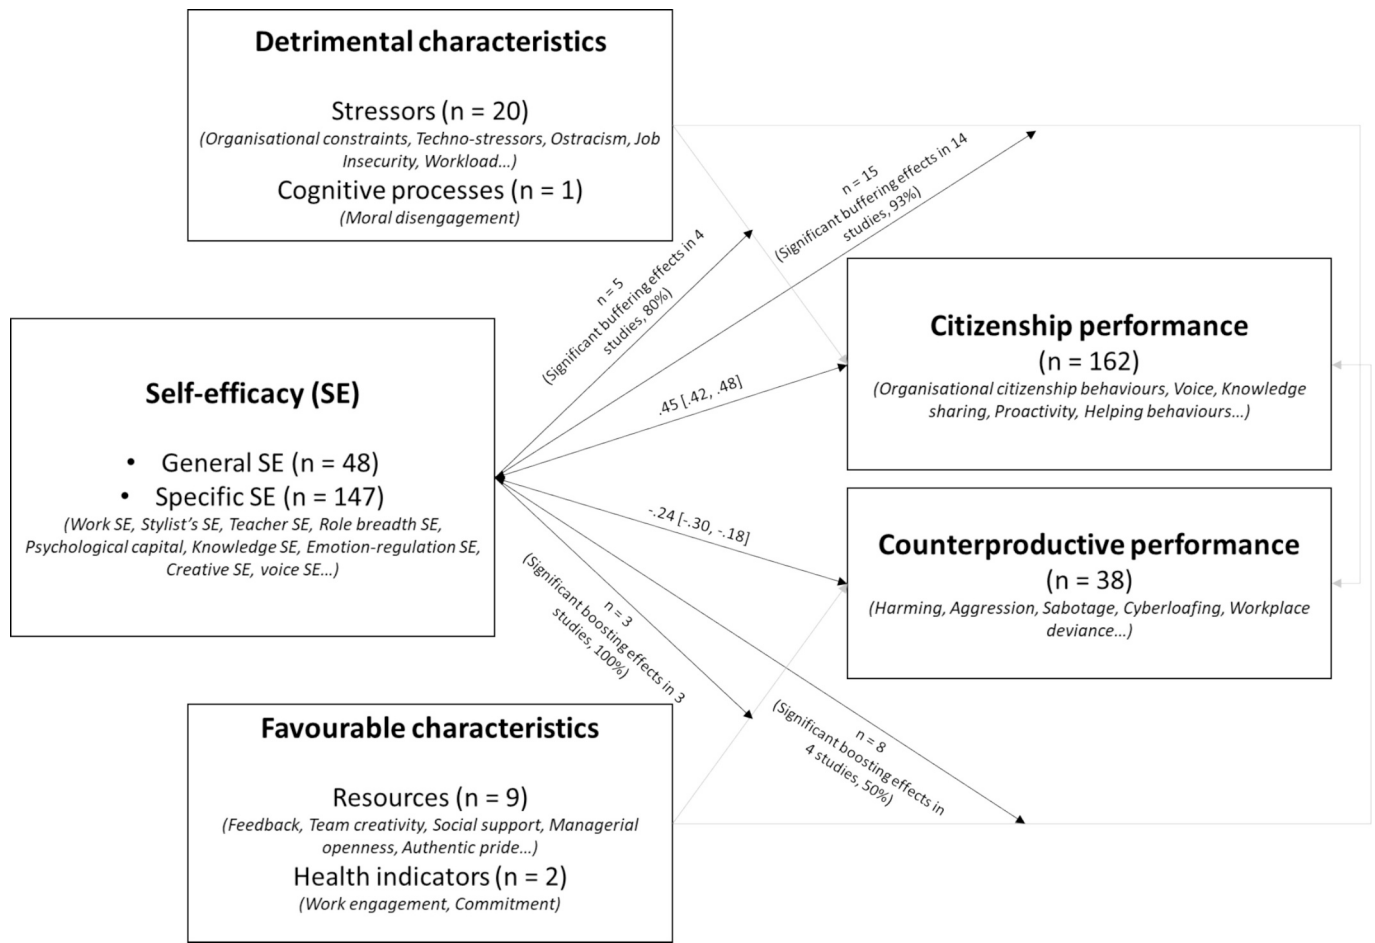 Detrimental characteristics
Stressors (n = 20)
(Organisational constraints, Techno-stressors, Ostracism, Job
Insecurity, Workload…)
Cognitive processes (n = 1)
(Moral disengagement)
n = 5
(Significant buffering effects in 4
studies, 80%)
n = 15
(Significant buffering effects in 14
studies, 93%)
Self-efficacy (SE)
• General SE (n = 48)
• Specific SE (n = 147)
(Work SE, Stylist’s SE, Teacher SE, Role breadth SE,
Psychological capital, Knowledge SE, Emotion-regulation SE,
Creative SE, voice SE…)
.45 [.42, .48]
-.24 [-.30, -.18]
Citizenship performance
(n = 162)
(Organisational citizenship behaviours, Voice, Knowledge
sharing, Proactivity, Helping behaviours…)
Counterproductive performance
(n = 38)
(Harming, Aggression, Sabotage, Cyberloafing, Workplace
deviance…)
n = 3
(Significant boosting effects in 3
studies, 100%)
n = 8
(Significant boosting effects in
4 studies, 50%)
Favourable characteristics
Resources (n = 9)
(Feedback, Team creativity, Social support, Managerial
openness, Authentic pride…)
Health indicators (n = 2)
(Work engagement, Commitment)